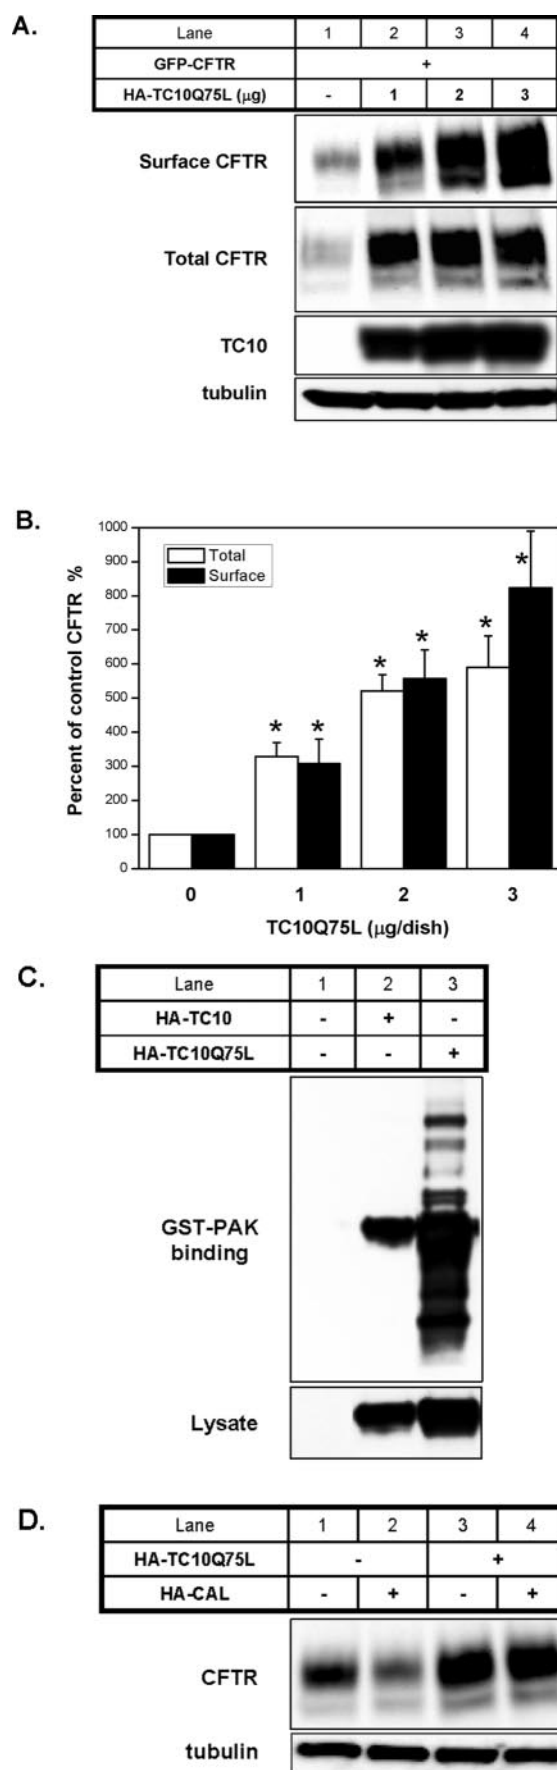 A.
Lane 1 2 3 4
GFP-CFTR +
HA-TC10Q75L (μg) - 1 2 3
Surface CFTR
Total CFTR
TC10
tubulin
B.
Percent of control CFTR %
1000
900
800
700
600
500
400
300
200
100
0
Total
Surface
* * * * * *
0 1 2 3
TC10Q75L (μg/dish)
C.
Lane 1 2 3
HA-TC10 - + -
HA-TC10Q75L - - +
GST-PAK
binding
Lysate
D.
Lane 1 2 3 4
HA-TC10Q75L - +
HA-CAL - + - +
CFTR
tubulin